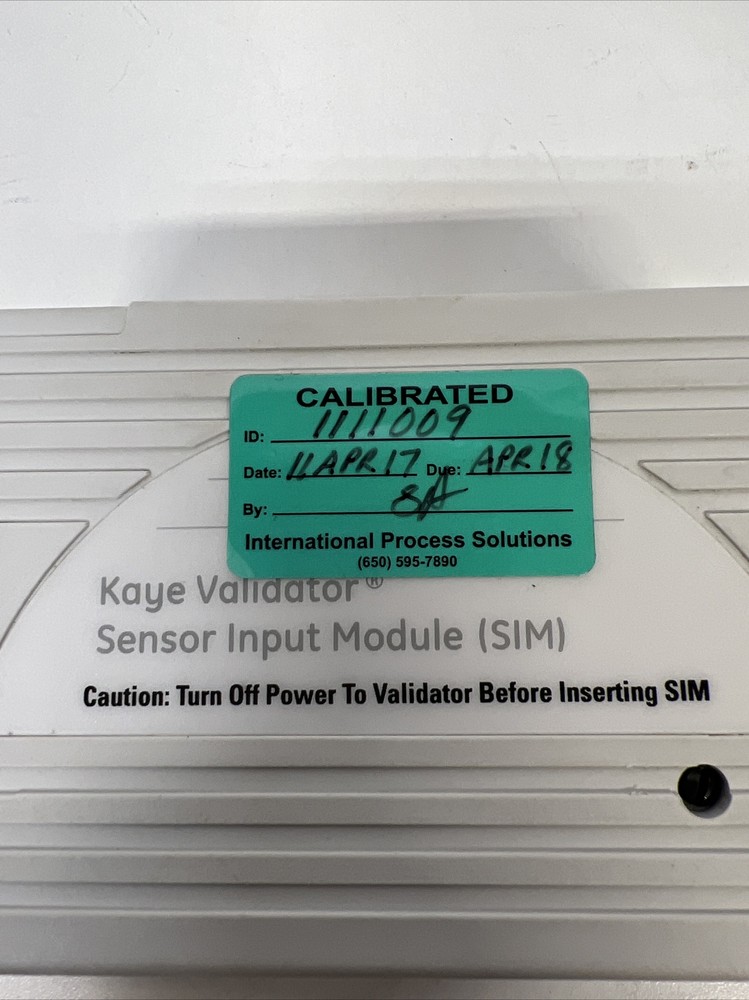 CALIBRATED
ID: 1111009
Date: 11APR17 Due: APR18
By: SA
International Process Solutions
(650) 595-7890
Kaye Validator®
Sensor Input Module (SIM)
Caution: Turn Off Power To Validator Before Inserting SIM